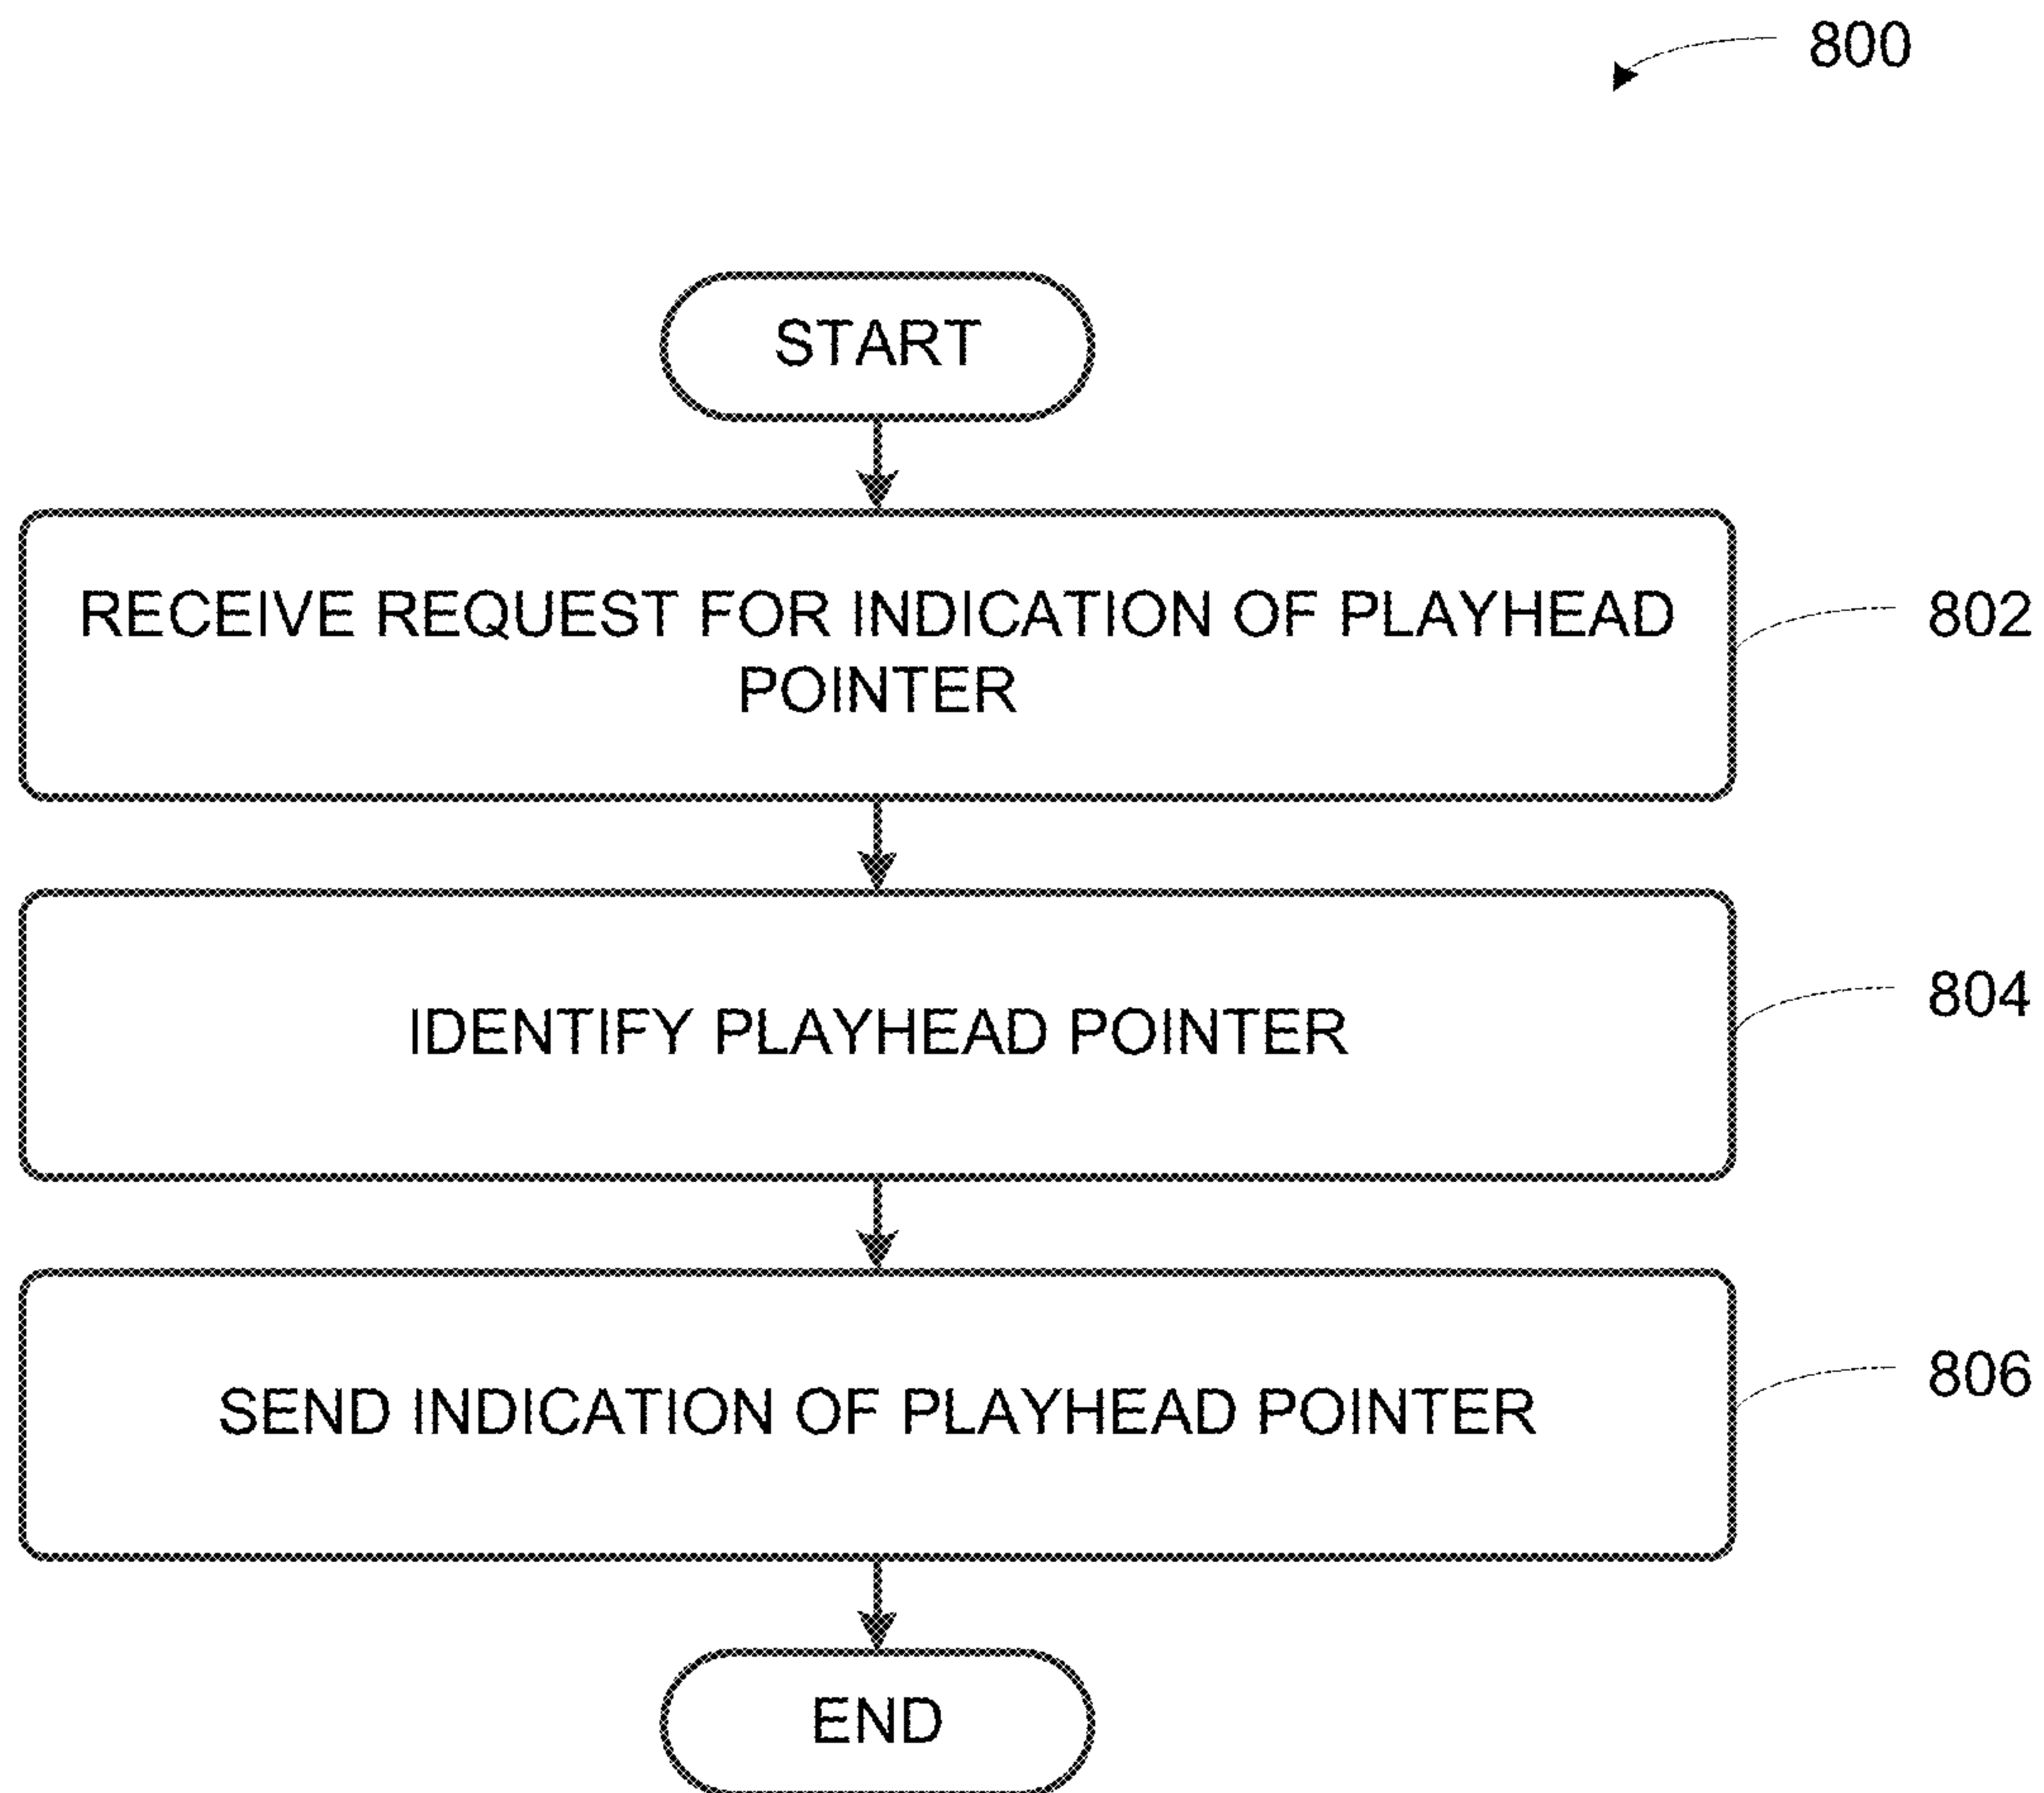 800
START
RECEIVE REQUEST FOR INDICATION OF PLAYHEAD
POINTER
802
IDENTIFY PLAYHEAD POINTER
804
SEND INDICATION OF PLAYHEAD POINTER
806
END